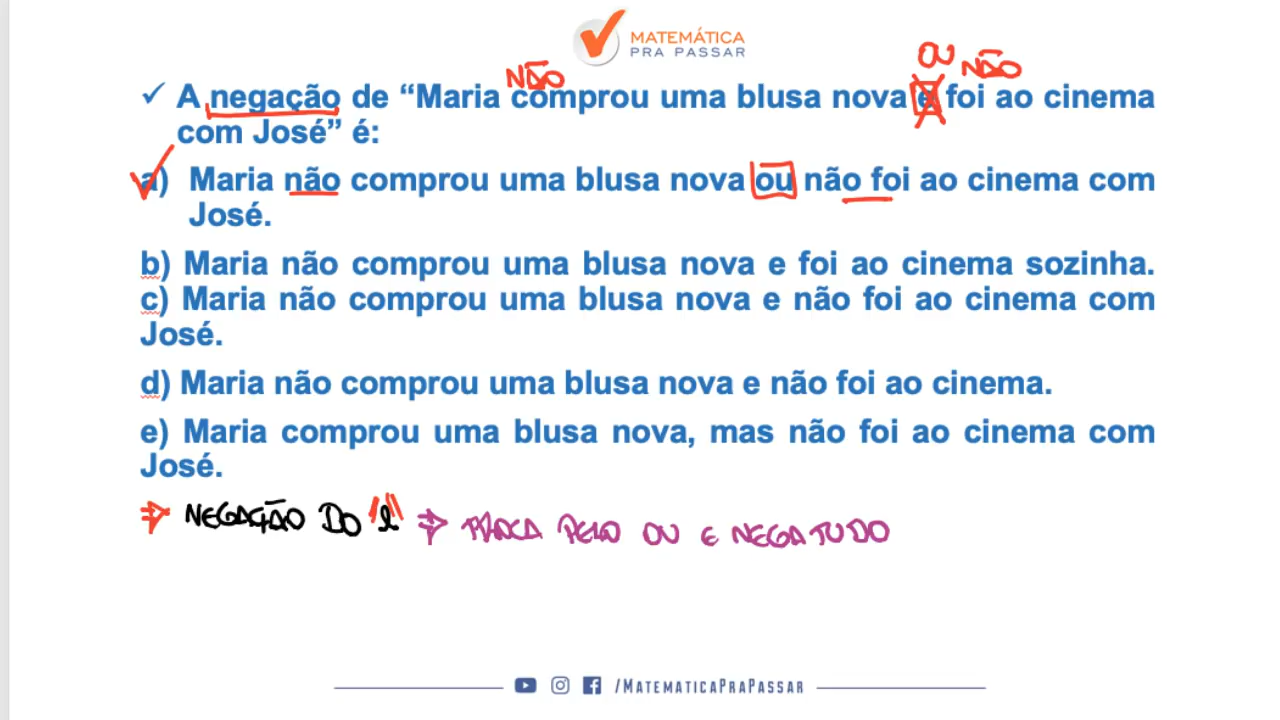 MATEMÁTICA
PRA PASSAR
OU
NÃO NÃO
✓ A negação de “Maria comprou uma blusa nova e foi ao cinema
com José” é:
a) Maria não comprou uma blusa nova ou não foi ao cinema com
José.
b) Maria não comprou uma blusa nova e foi ao cinema sozinha.
c) Maria não comprou uma blusa nova e não foi ao cinema com
José.
d) Maria não comprou uma blusa nova e não foi ao cinema.
e) Maria comprou uma blusa nova, mas não foi ao cinema com
José.
⇒ NEGAÇÃO DO "e" ⇒ TROCA PELO OU E NEGA TUDO
/MATEMATICAPRAPASSAR